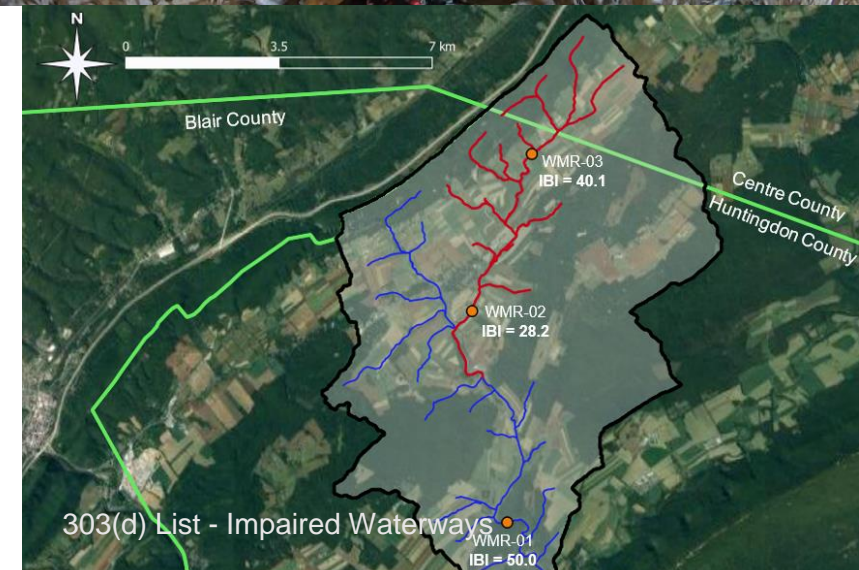 N
0 3.5 7 km
Blair County
WMR-03
IBI = 40.1
Centre County
Huntingdon County
WMR-02
IBI = 28.2
303(d) List - Impaired Waterways
WMR-01
IBI = 50.0